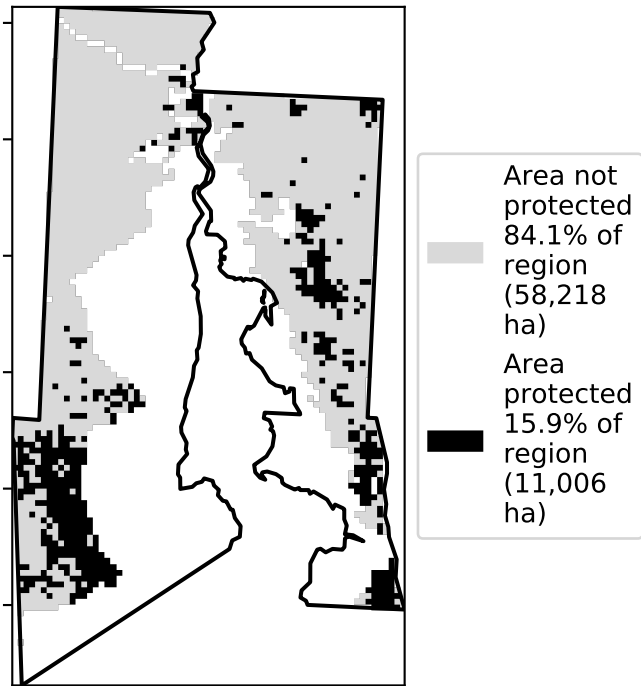 Area not
protected
84.1% of
region
(58,218
ha)
Area
protected
15.9% of
region
(11,006
ha)